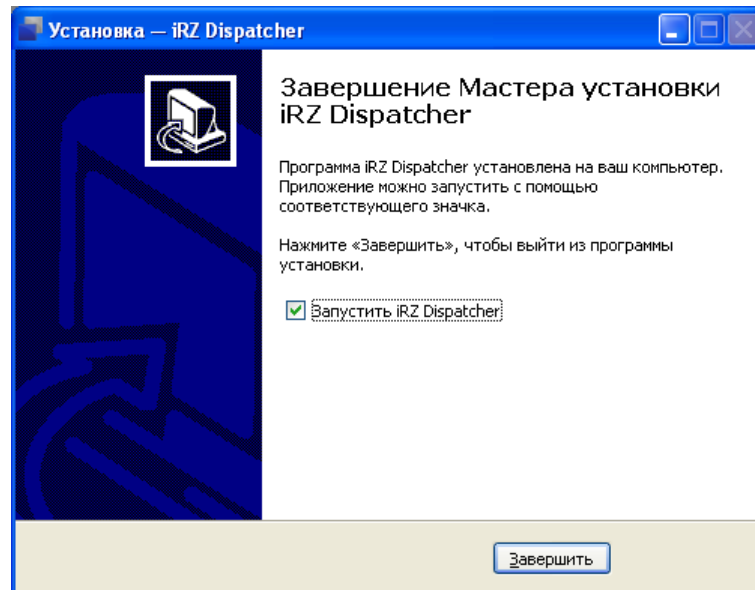 Установка — iRZ Dispatcher
Завершение Мастера установки
iRZ Dispatcher
Программа iRZ Dispatcher установлена на ваш компьютер.
Приложение можно запустить с помощью
соответствующего значка.
Нажмите «Завершить», чтобы выйти из программы
установки.
Запустить iRZ Dispatcher
Завершить